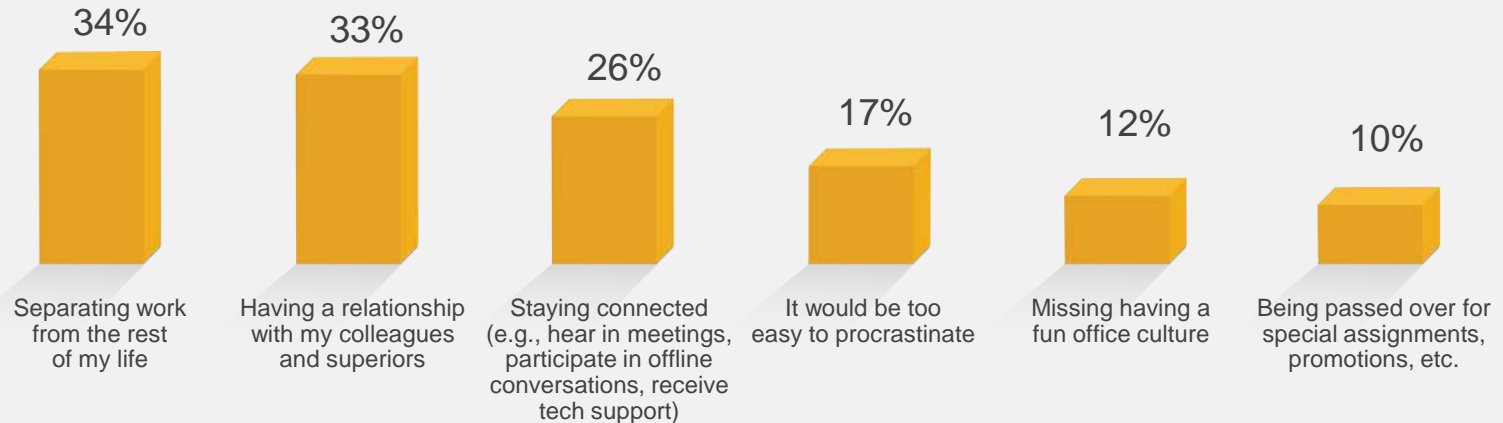 34%
33%
26%
17%
12%
10%
Separating work
from the rest
of my life
Having a relationship
with my colleagues
and superiors
Staying connected
(e.g., hear in meetings,
participate in offline
conversations, receive
tech support)
It would be too
easy to procrastinate
Missing having a
fun office culture
Being passed over for
special assignments,
promotions, etc.